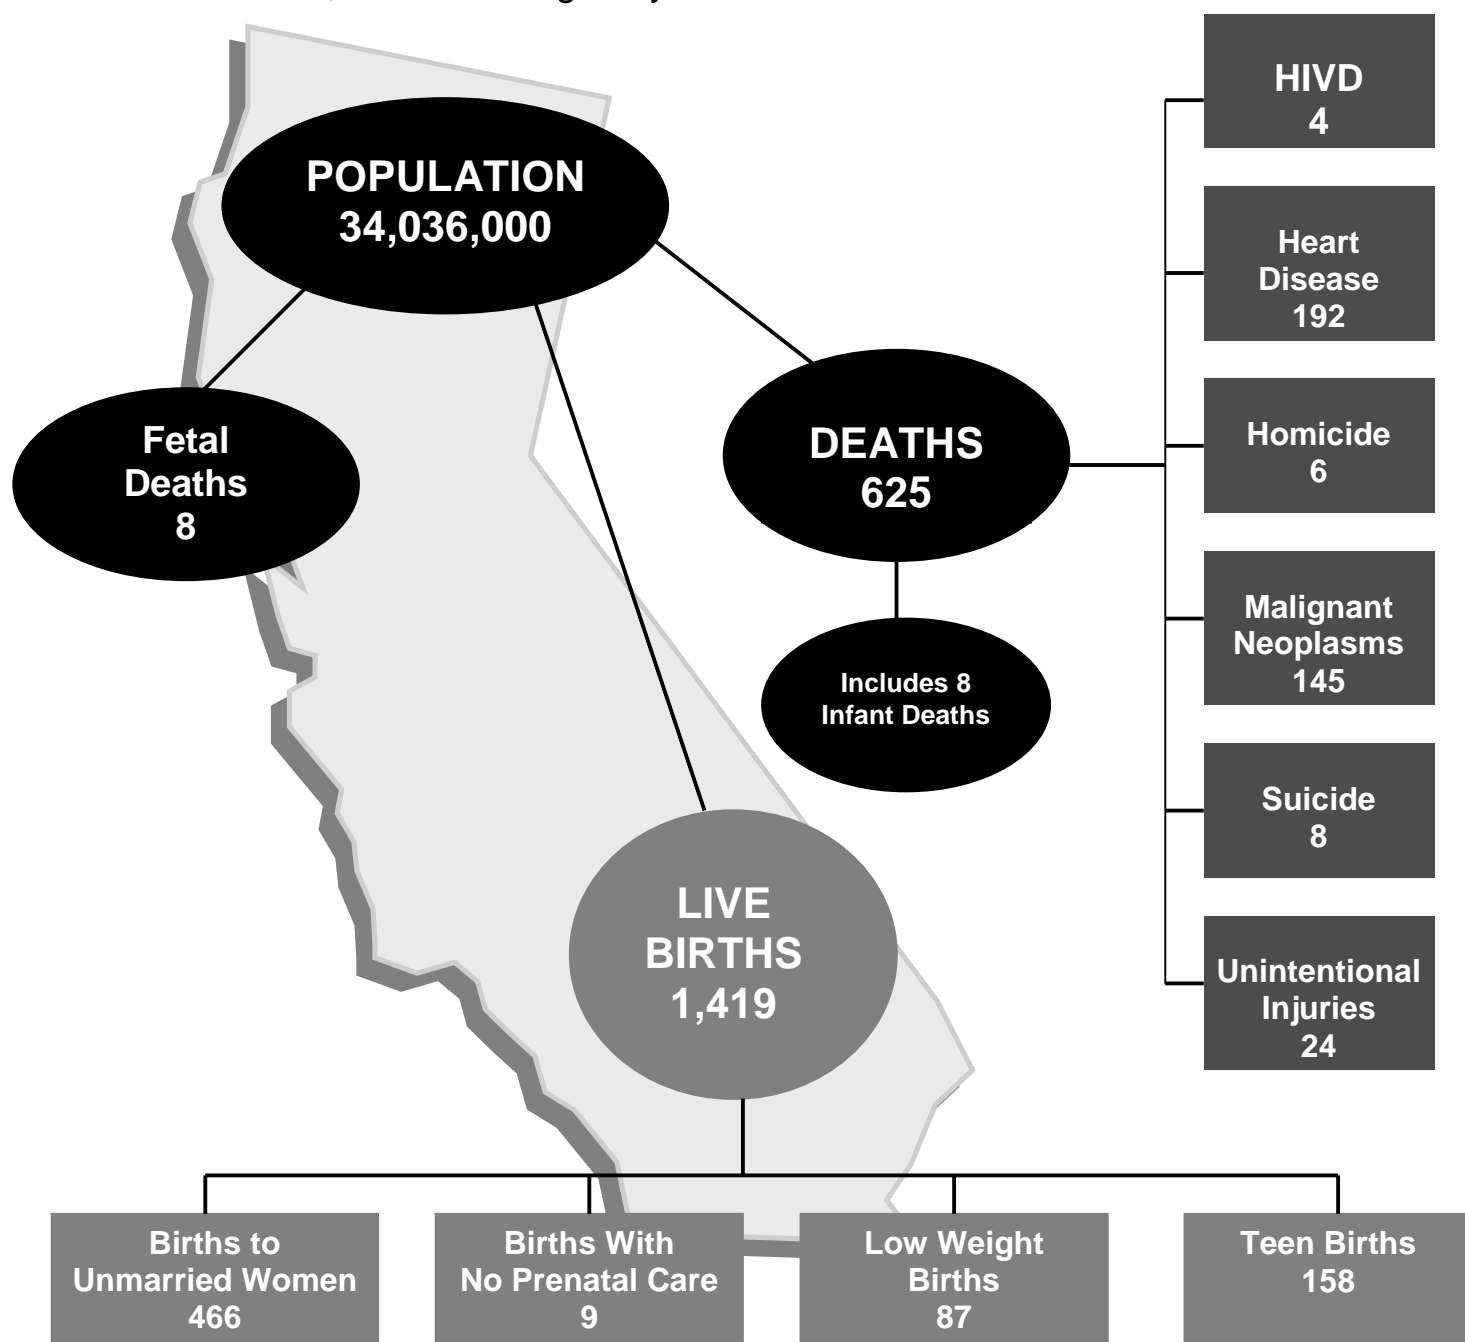 POPULATION
34,036,000
Fetal
Deaths
8
DEATHS
625
Includes 8
Infant Deaths
LIVE
BIRTHS
1,419
HIVD
4
Heart
Disease
192
Homicide
6
Malignant
Neoplasms
145
Suicide
8
Unintentional
Injuries
24
Births to
Unmarried Women
466
Births With
No Prenatal Care
9
Low Weight
Births
87
Teen Births
158